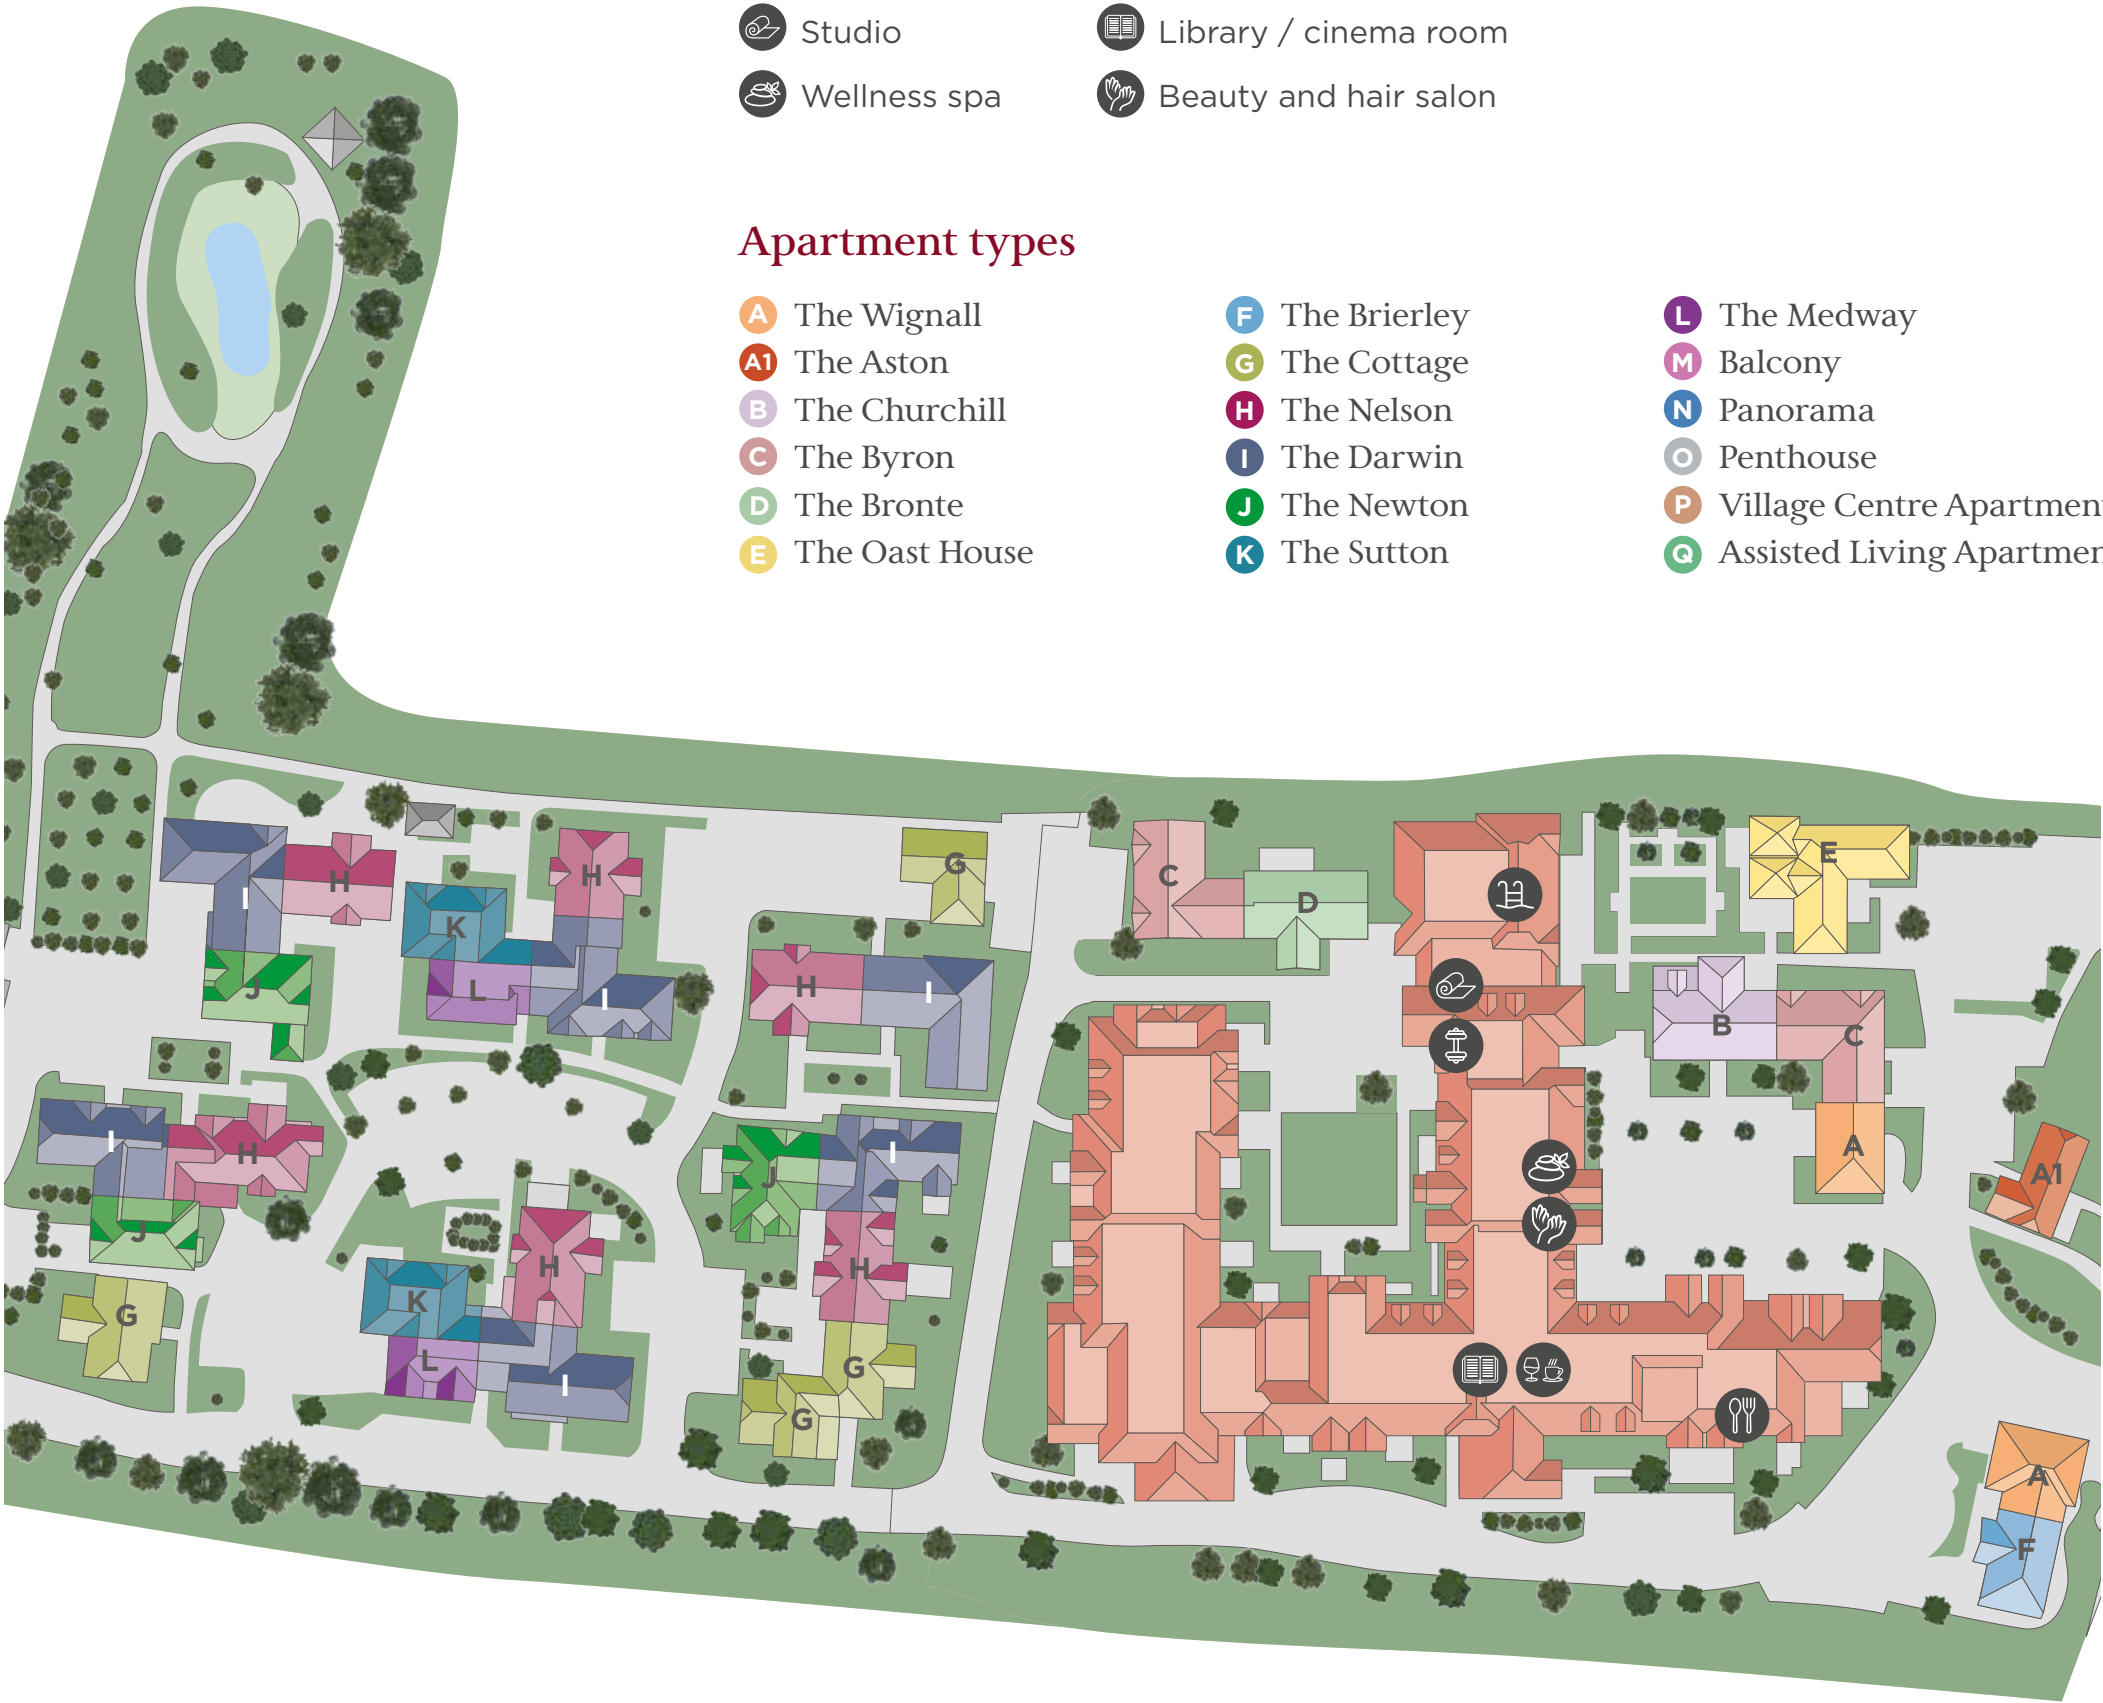 Studio
Library / cinema room
Wellness spa
Beauty and hair salon
Apartment types
A The Wignall
A1 The Aston
B The Churchill
C The Byron
D The Bronte
E The Oast House
F The Brierley
G The Cottage
H The Nelson
I The Darwin
J The Newton
K The Sutton
L The Medway
M Balcony
N Panorama
O Penthouse
P Village Centre Apartmen
Q Assisted Living Apartmen
G
E
H
H
C
I
D
K
J
L
I
H
I
B
C
I
H
J
I
A
A1
J
K
H
H
G
L
I
G
G
A
F